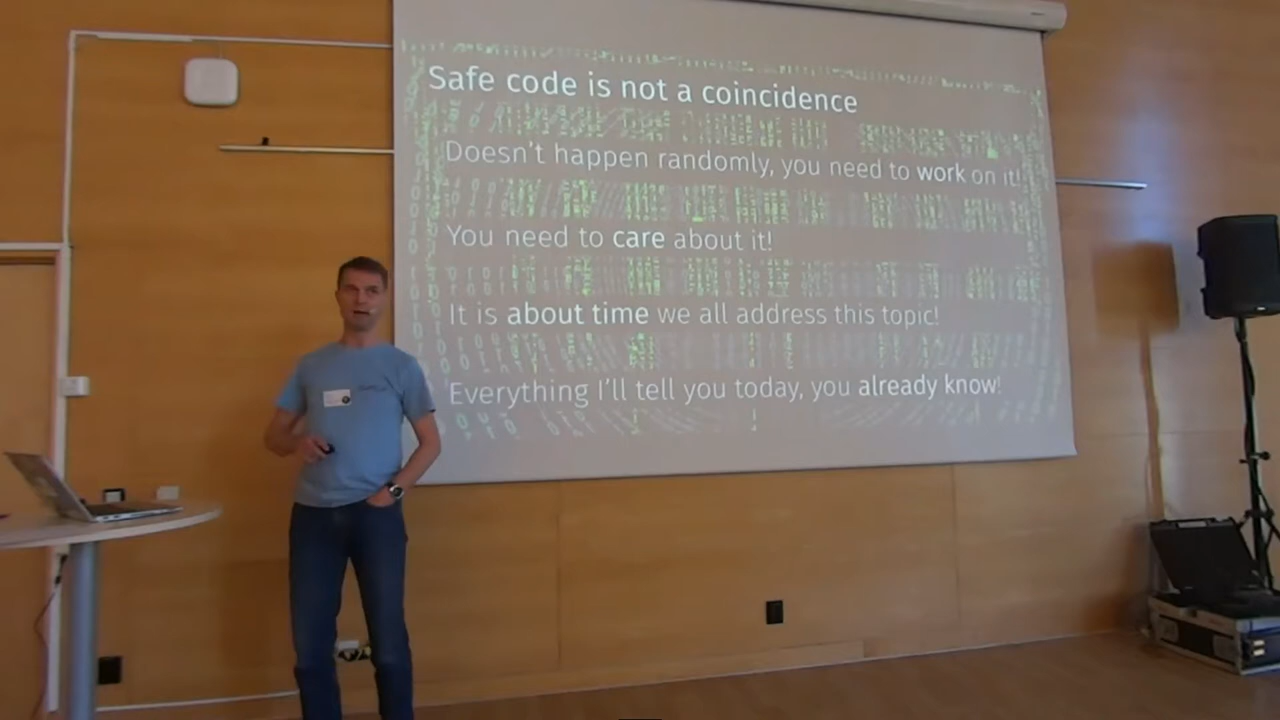 Safe code is not a coincidence
Doesn't happen randomly, you need to work on it!
You need to care about it!
It is about time we all address this topic!
Everything I'll tell you today, you already know!